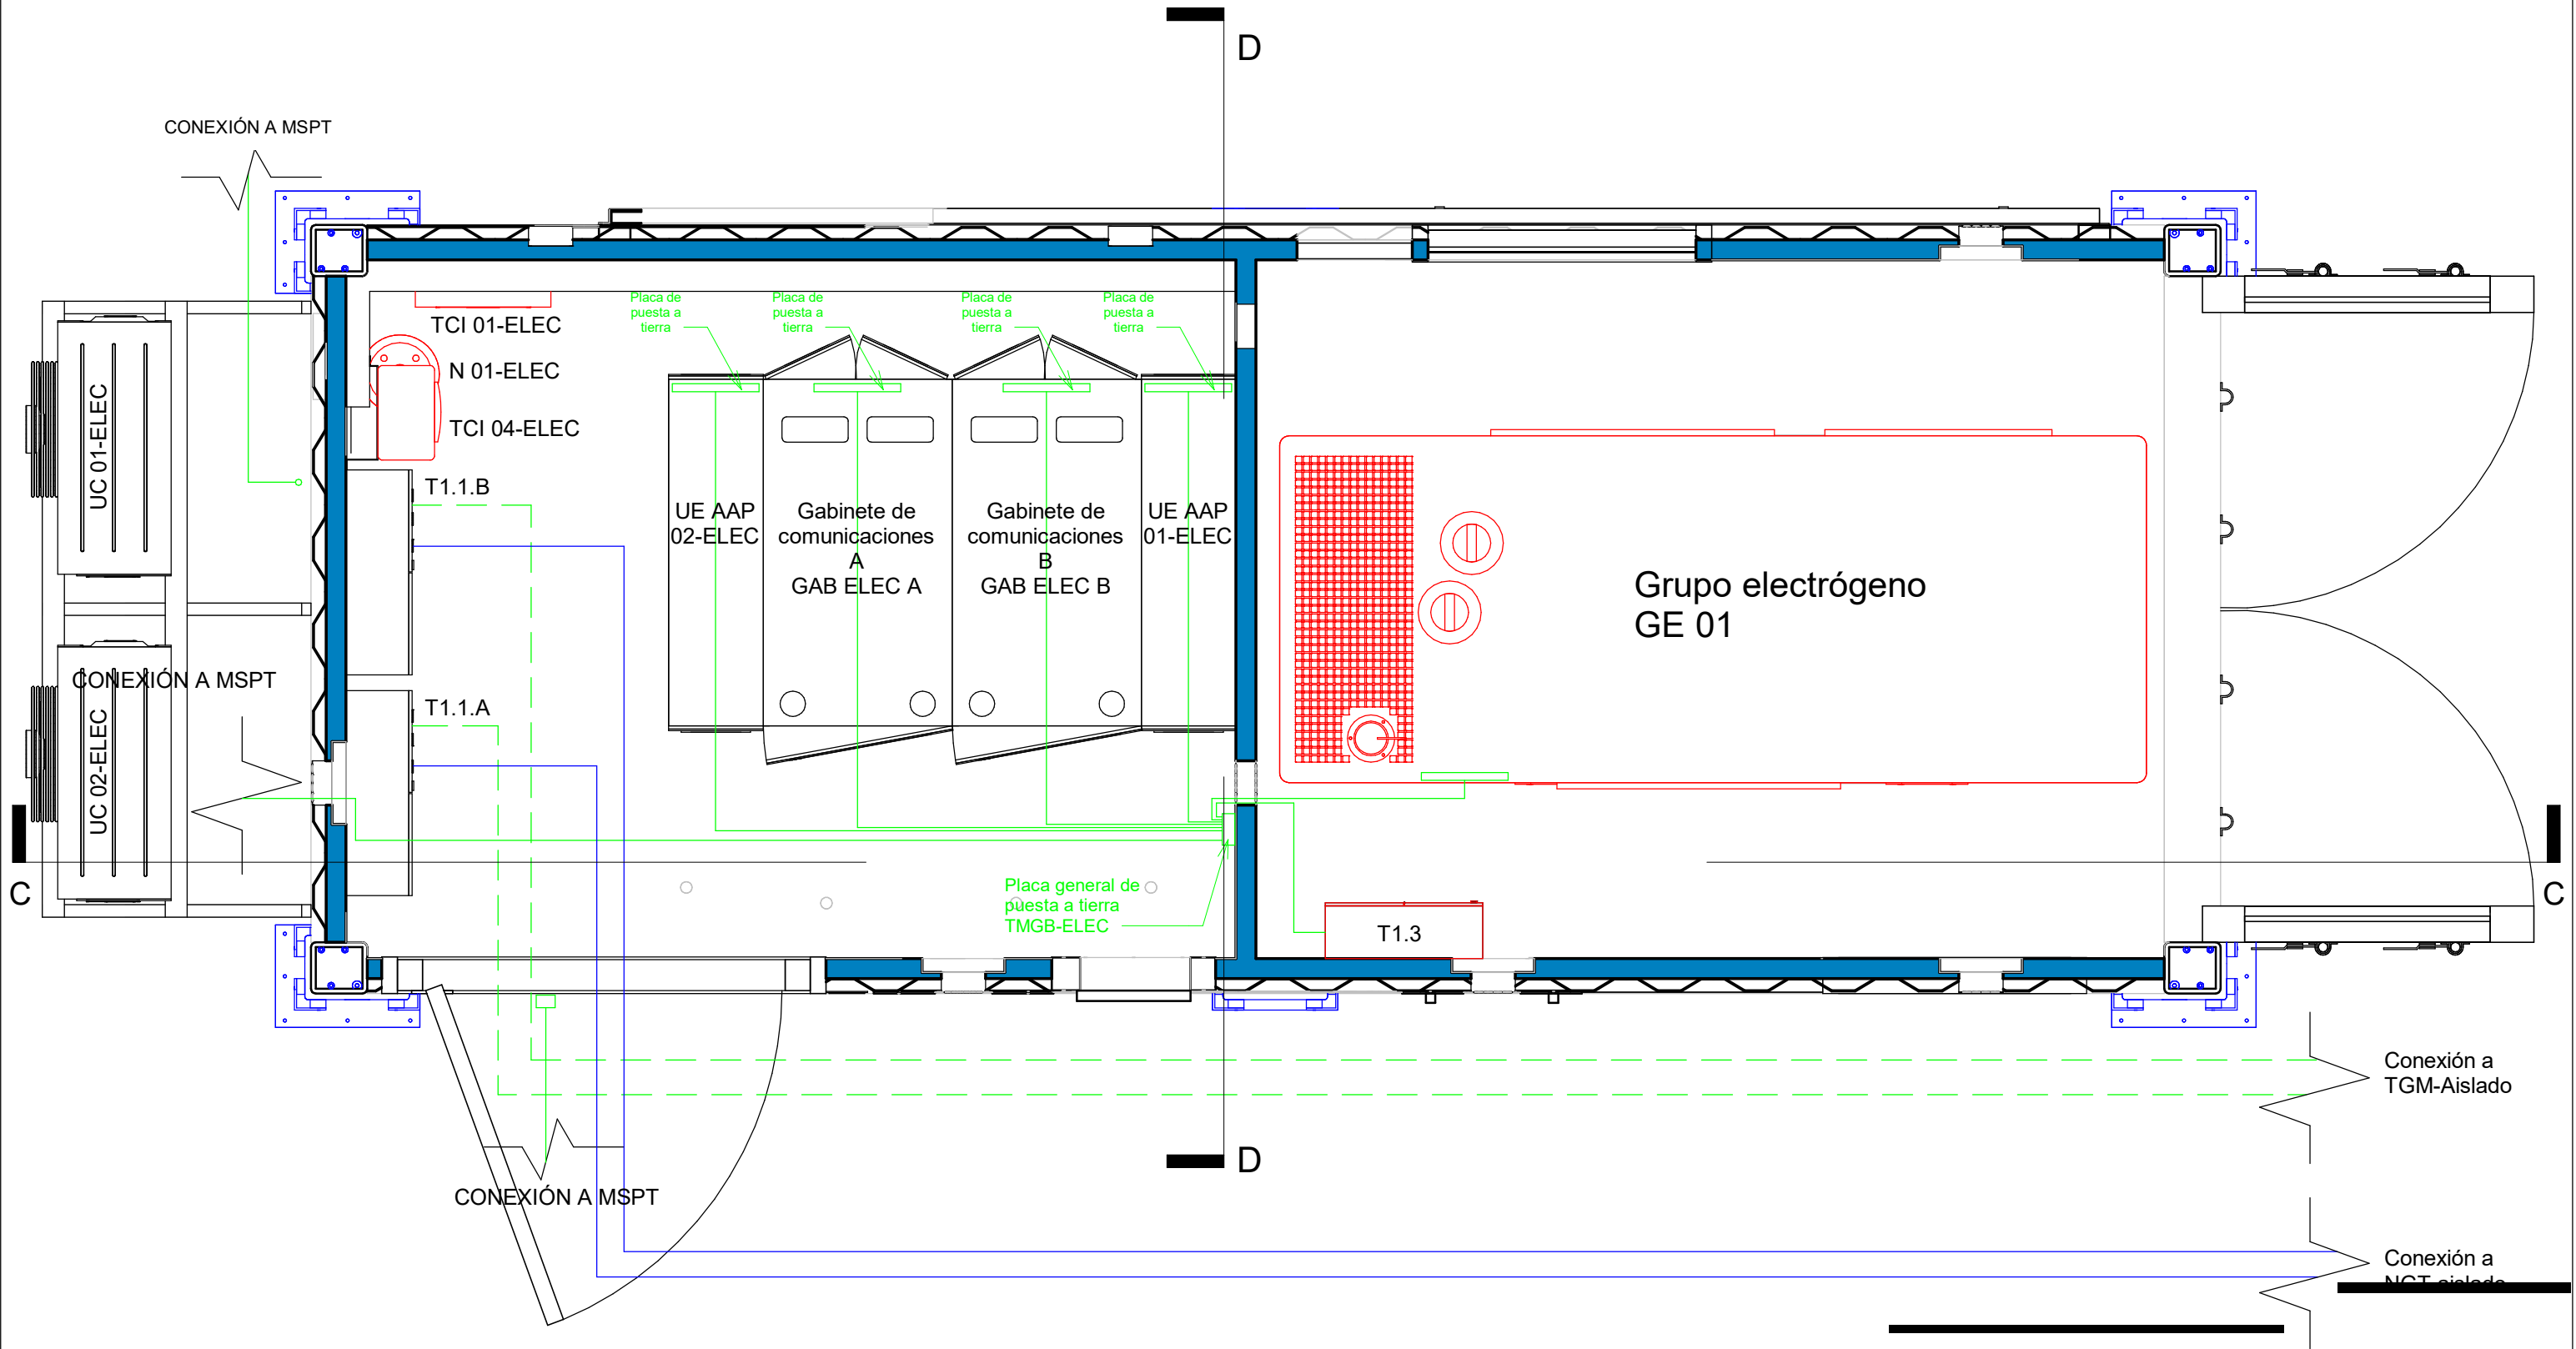 D
CONEXIÓN A MSPT
TCI 01-ELEC
N 01-ELEC
TCI 04-ELEC
Placa de
puesta a
tierra
Placa de
puesta a
tierra
Placa de
puesta a
tierra
Placa de
puesta a
tierra
UC 01-ELEC
T1.1.B
UE AAP
02-ELEC
Gabinete de
comunicaciones
A
GAB ELEC A
Gabinete de
comunicaciones
B
GAB ELEC B
UE AAP
01-ELEC
Grupo electrógeno
GE 01
CONEXIÓN A MSPT
T1.1.A
UC 02-ELEC
C
C
Placa general de
puesta a tierra
TMGB-ELEC
T1.3
Conexión a
TGM-Aislado
D
CONEXIÓN A MSPT
Conexión a
NGT-aislado